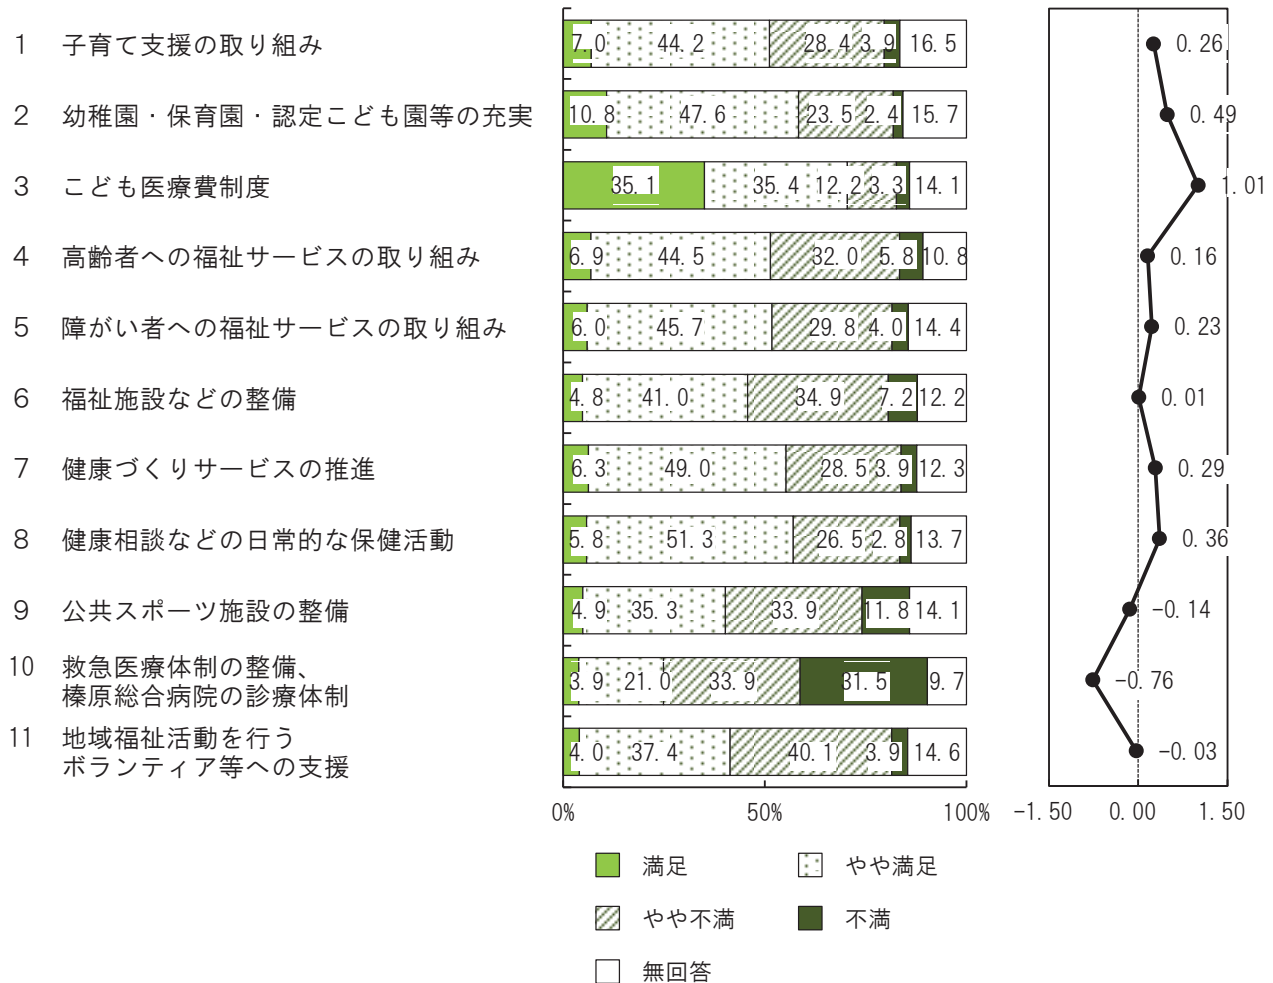 1 子育て支援の取り組み 7.0 44.2 28.4 3.9 16.5 0.26
2 幼稚園・保育園・認定こども園等の充実 10.8 47.6 23.5 2.4 15.7 0.49
3 こども医療費制度 35.1 35.4 12.2 3.3 14.1 1.01
4 高齢者への福祉サービスの取り組み 6.9 44.5 32.0 5.8 10.8 0.16
5 障がい者への福祉サービスの取り組み 6.0 45.7 29.8 4.0 14.4 0.23
6 福祉施設などの整備 4.8 41.0 34.9 7.2 12.2 0.01
7 健康づくりサービスの推進 6.3 49.0 28.5 3.9 12.3 0.29
8 健康相談などの日常的な保健活動 5.8 51.3 26.5 2.8 13.7 0.36
9 公共スポーツ施設の整備 4.9 35.3 33.9 11.8 14.1 -0.14
10 救急医療体制の整備、
榛原総合病院の診療体制 3.9 21.0 33.9 31.5 9.7 -0.76
11 地域福祉活動を行う
ボランティア等への支援 4.0 37.4 40.1 3.9 14.6 -0.03
0% 50% 100% -1.50 0.00 1.50
満足 やや満足
やや不満 不満
無回答